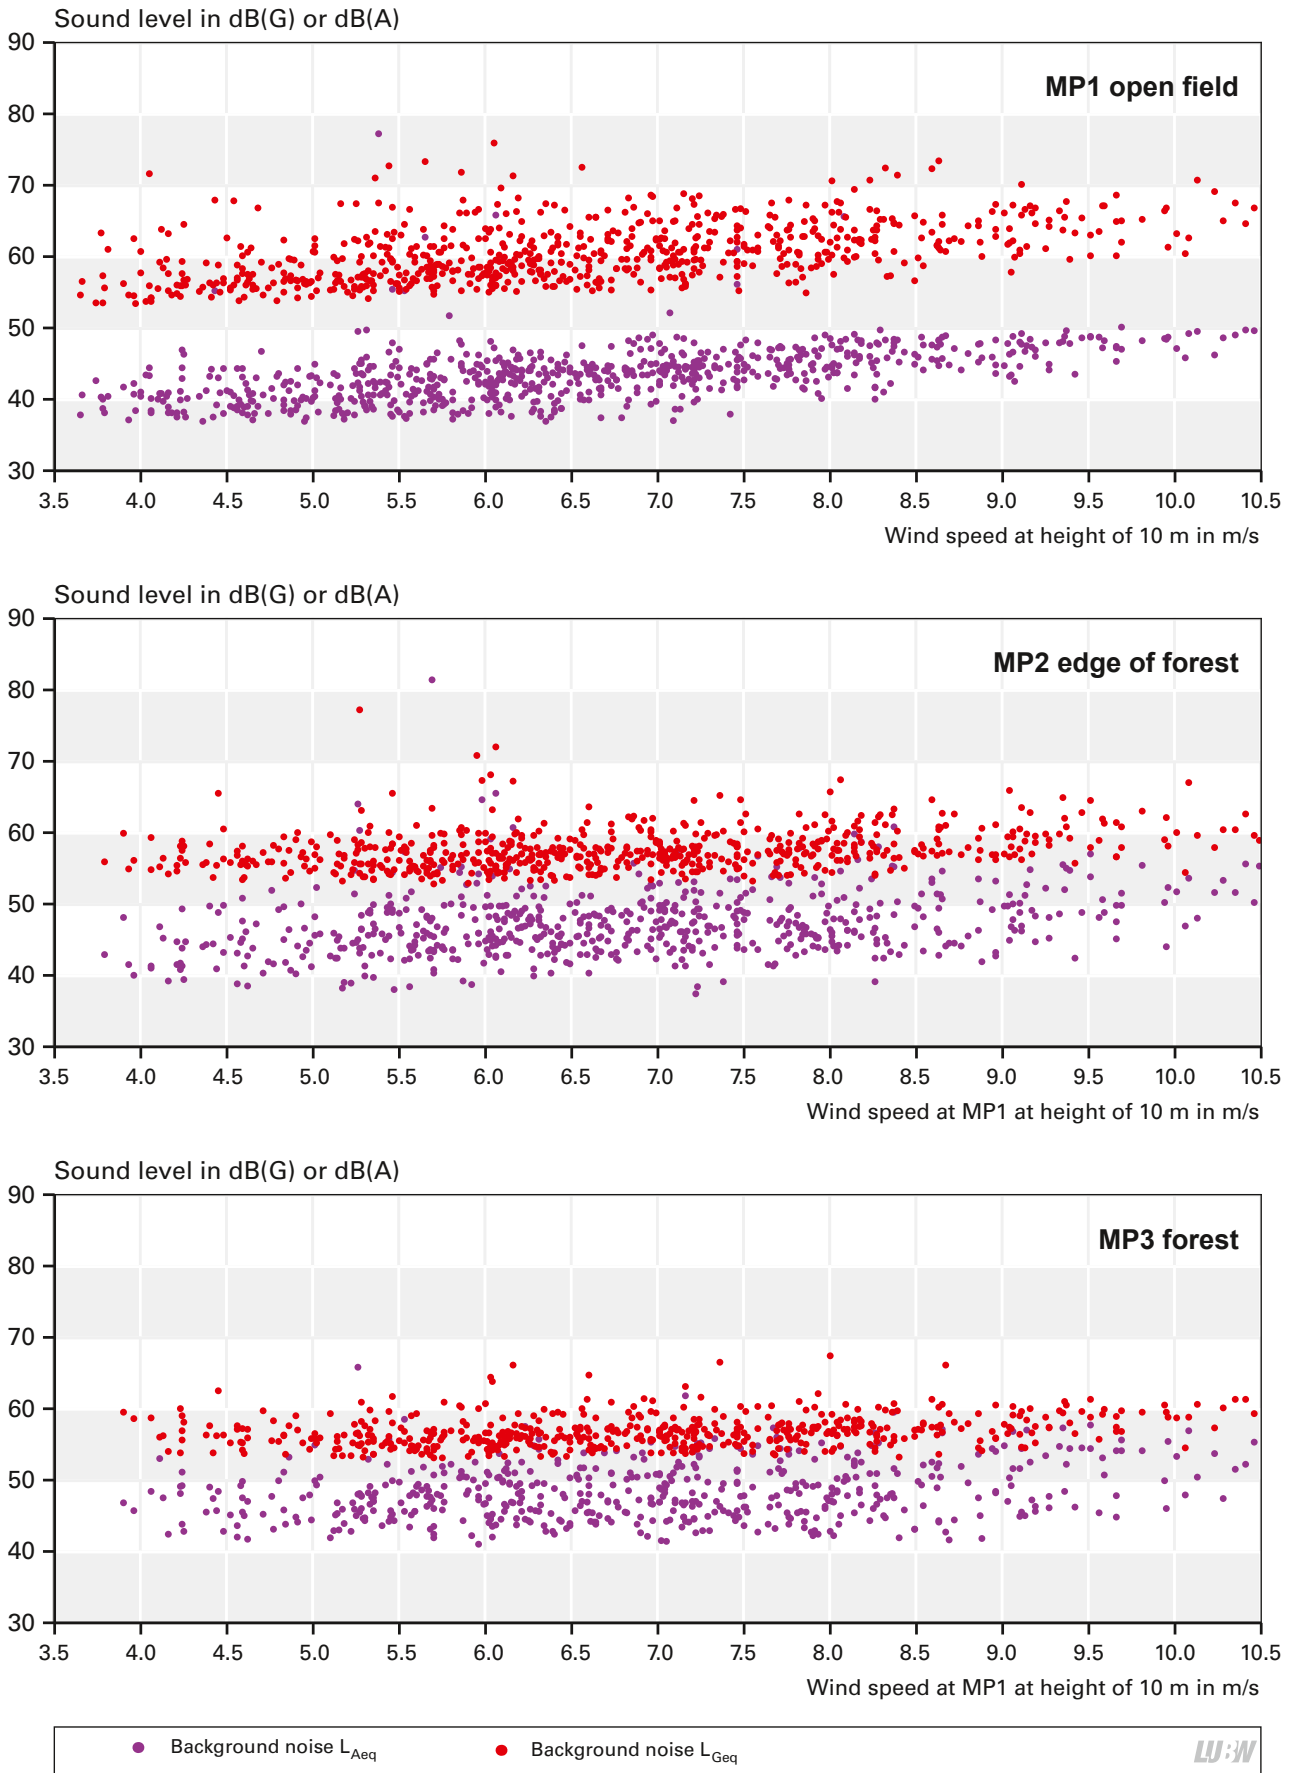 Sound level in dB(G) or dB(A)
90
MP1 open field
80
70
60
50
40
30
3.5 4.0 4.5 5.0 5.5 6.0 6.5 7.0 7.5 8.0 8.5 9.0 9.5 10.0 10.5
Wind speed at height of 10 m in m/s
Sound level in dB(G) or dB(A)
90
MP2 edge of forest
80
70
60
50
40
30
3.5 4.0 4.5 5.0 5.5 6.0 6.5 7.0 7.5 8.0 8.5 9.0 9.5 10.0 10.5
Wind speed at MP1 at height of 10 m in m/s
Sound level in dB(G) or dB(A)
90
MP3 forest
80
70
60
50
40
30
3.5 4.0 4.5 5.0 5.5 6.0 6.5 7.0 7.5 8.0 8.5 9.0 9.5 10.0 10.5
Wind speed at MP1 at height of 10 m in m/s
Background noise LAeq Background noise LGeq LUBW